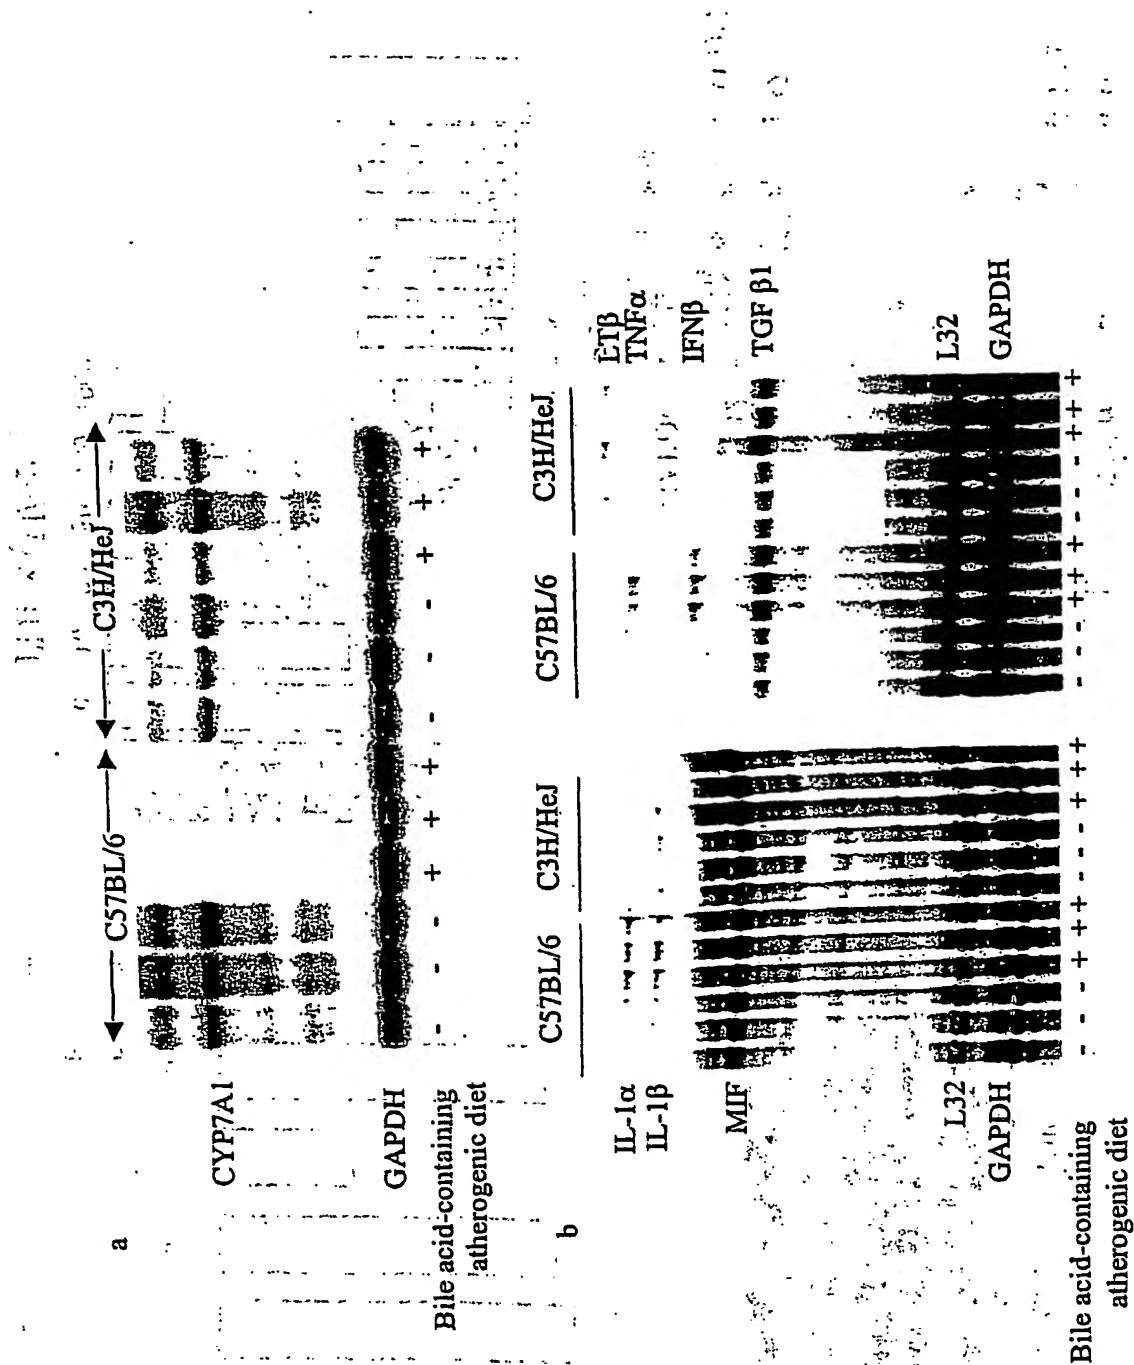 a
C57BL/6 C3H/HeJ
CYP7A1
GAPDH
- - - + + + - - - + + +
Bile acid-containing
atherogenic diet
b
C57BL/6 C3H/HeJ C57BL/6 C3H/HeJ
IL-1α
IL-1β
MIF
L32
GAPDH
TNFα
IFNβ
TGF β1
L32
GAPDH
Bile acid-containing
atherogenic diet
- - - + + + - - - + + + - - - + + - - - + + +